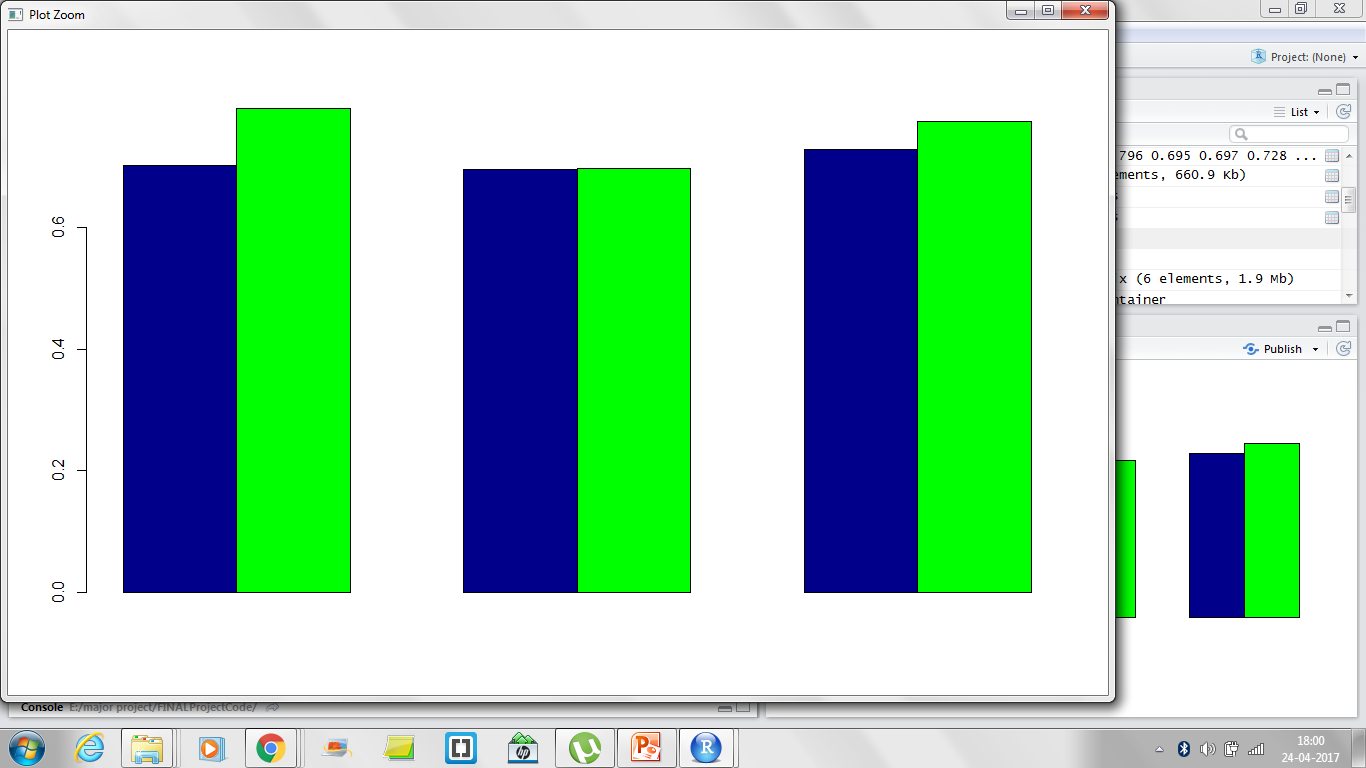 Plot Zoom
Project: (None)
List
796 0.695 0.697 0.728 ...
ements, 660.9 Kb)
x (6 elements, 1.9 Mb)
ntainer
Publish
0.6
0.4
0.2
0.0
Console E:/major project/FINALProjectCode/
18:00
24-04-2017